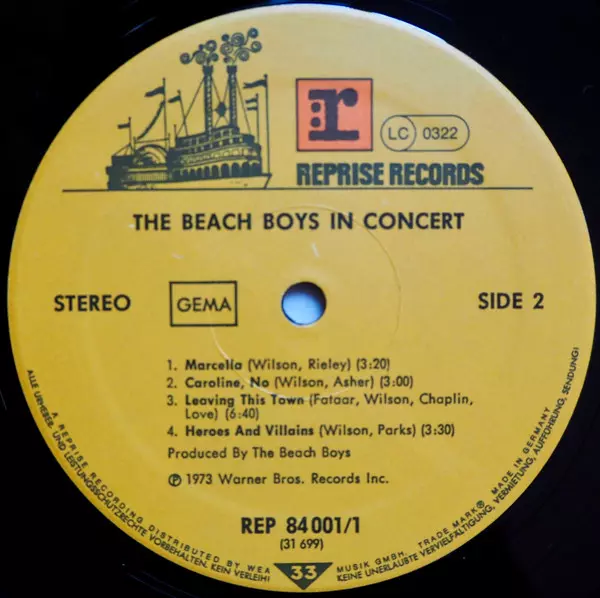 r
LC 0322
REPRISE RECORDS
THE BEACH BOYS IN CONCERT
STEREO
GEMA
SIDE 2
1. Marcella (Wilson, Rieley) (3:20)
2. Caroline, No (Wilson, Asher) (3:00)
3. Leaving This Town (Fataar, Wilson, Chaplin,
Love) (6:40)
4. Heroes And Villains (Wilson, Parks) (3:30)
Produced By The Beach Boys
℗ 1973 Warner Bros. Records Inc.
REP 84 001/1
(31 699)
33
A REPRISE RECORDING DISTRIBUTED BY WEA MUSIK GMBH. TRADE MARK® MADE IN GERMANY
ALLE URHEBER- UND LEISTUNGSSCHUTZRECHTE VORBEHALTEN. KEIN VERLEIH! KEINE UNERLAUBTE VERVIELFÄLTIGUNG, VERMIETUNG, AUFFÜHRUNG, SENDUNG!